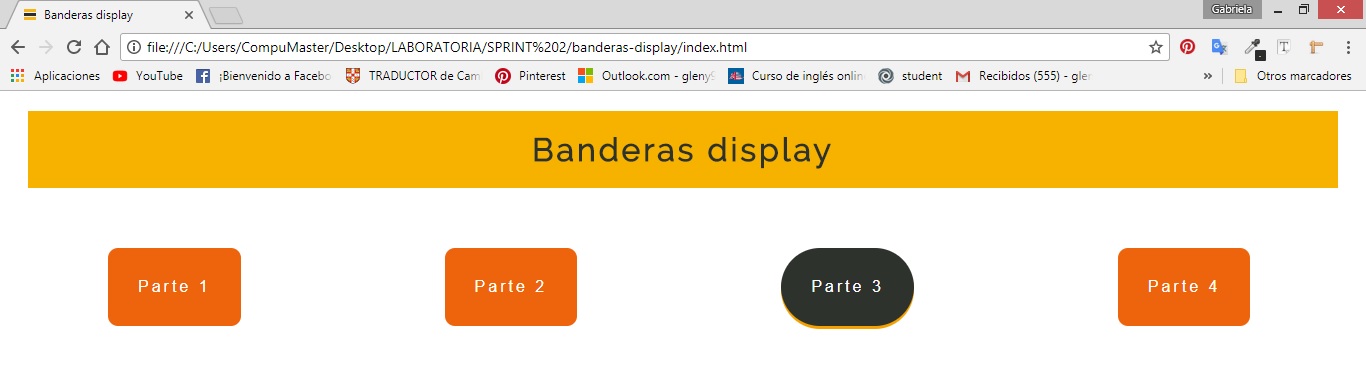 Banderas display
Gabriela
file:///C:/Users/CompuMaster/Desktop/LABORATORIA/SPRINT%202/banderas-display/index.html
Aplicaciones YouTube ¡Bienvenido a Facebo TRADUCTOR de Cam Pinterest Outlook.com - gleny9 Curso de inglés onlin student Recibidos (555) - glen » Otros marcadores
Banderas display
Parte 1 Parte 2 Parte 3 Parte 4